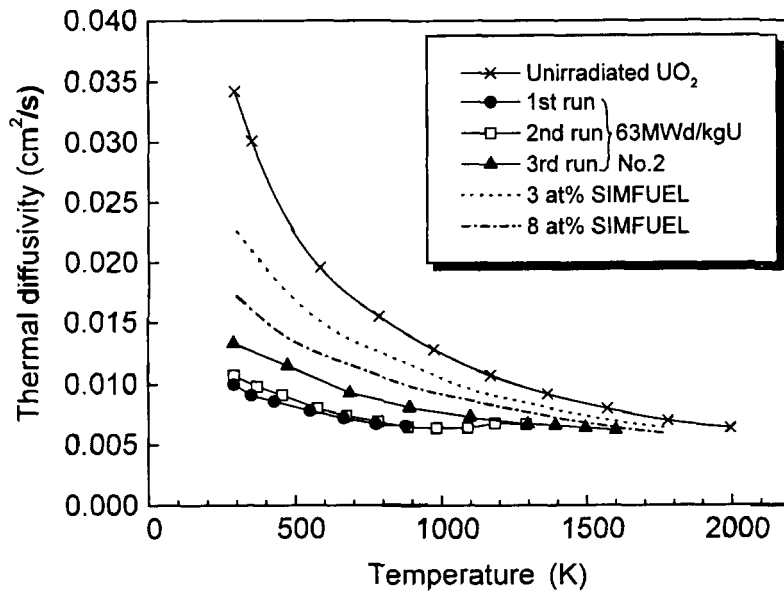 0.040
0.035
0.030
0.025
0.020
0.015
0.010
0.005
0.000
Thermal diffusivity (cm²/s)
0 500 1000 1500 2000
Temperature (K)
Unirradiated UO₂
1st run
2nd run 63MWd/kgU
3rd run No.2
3 at% SIMFUEL
8 at% SIMFUEL